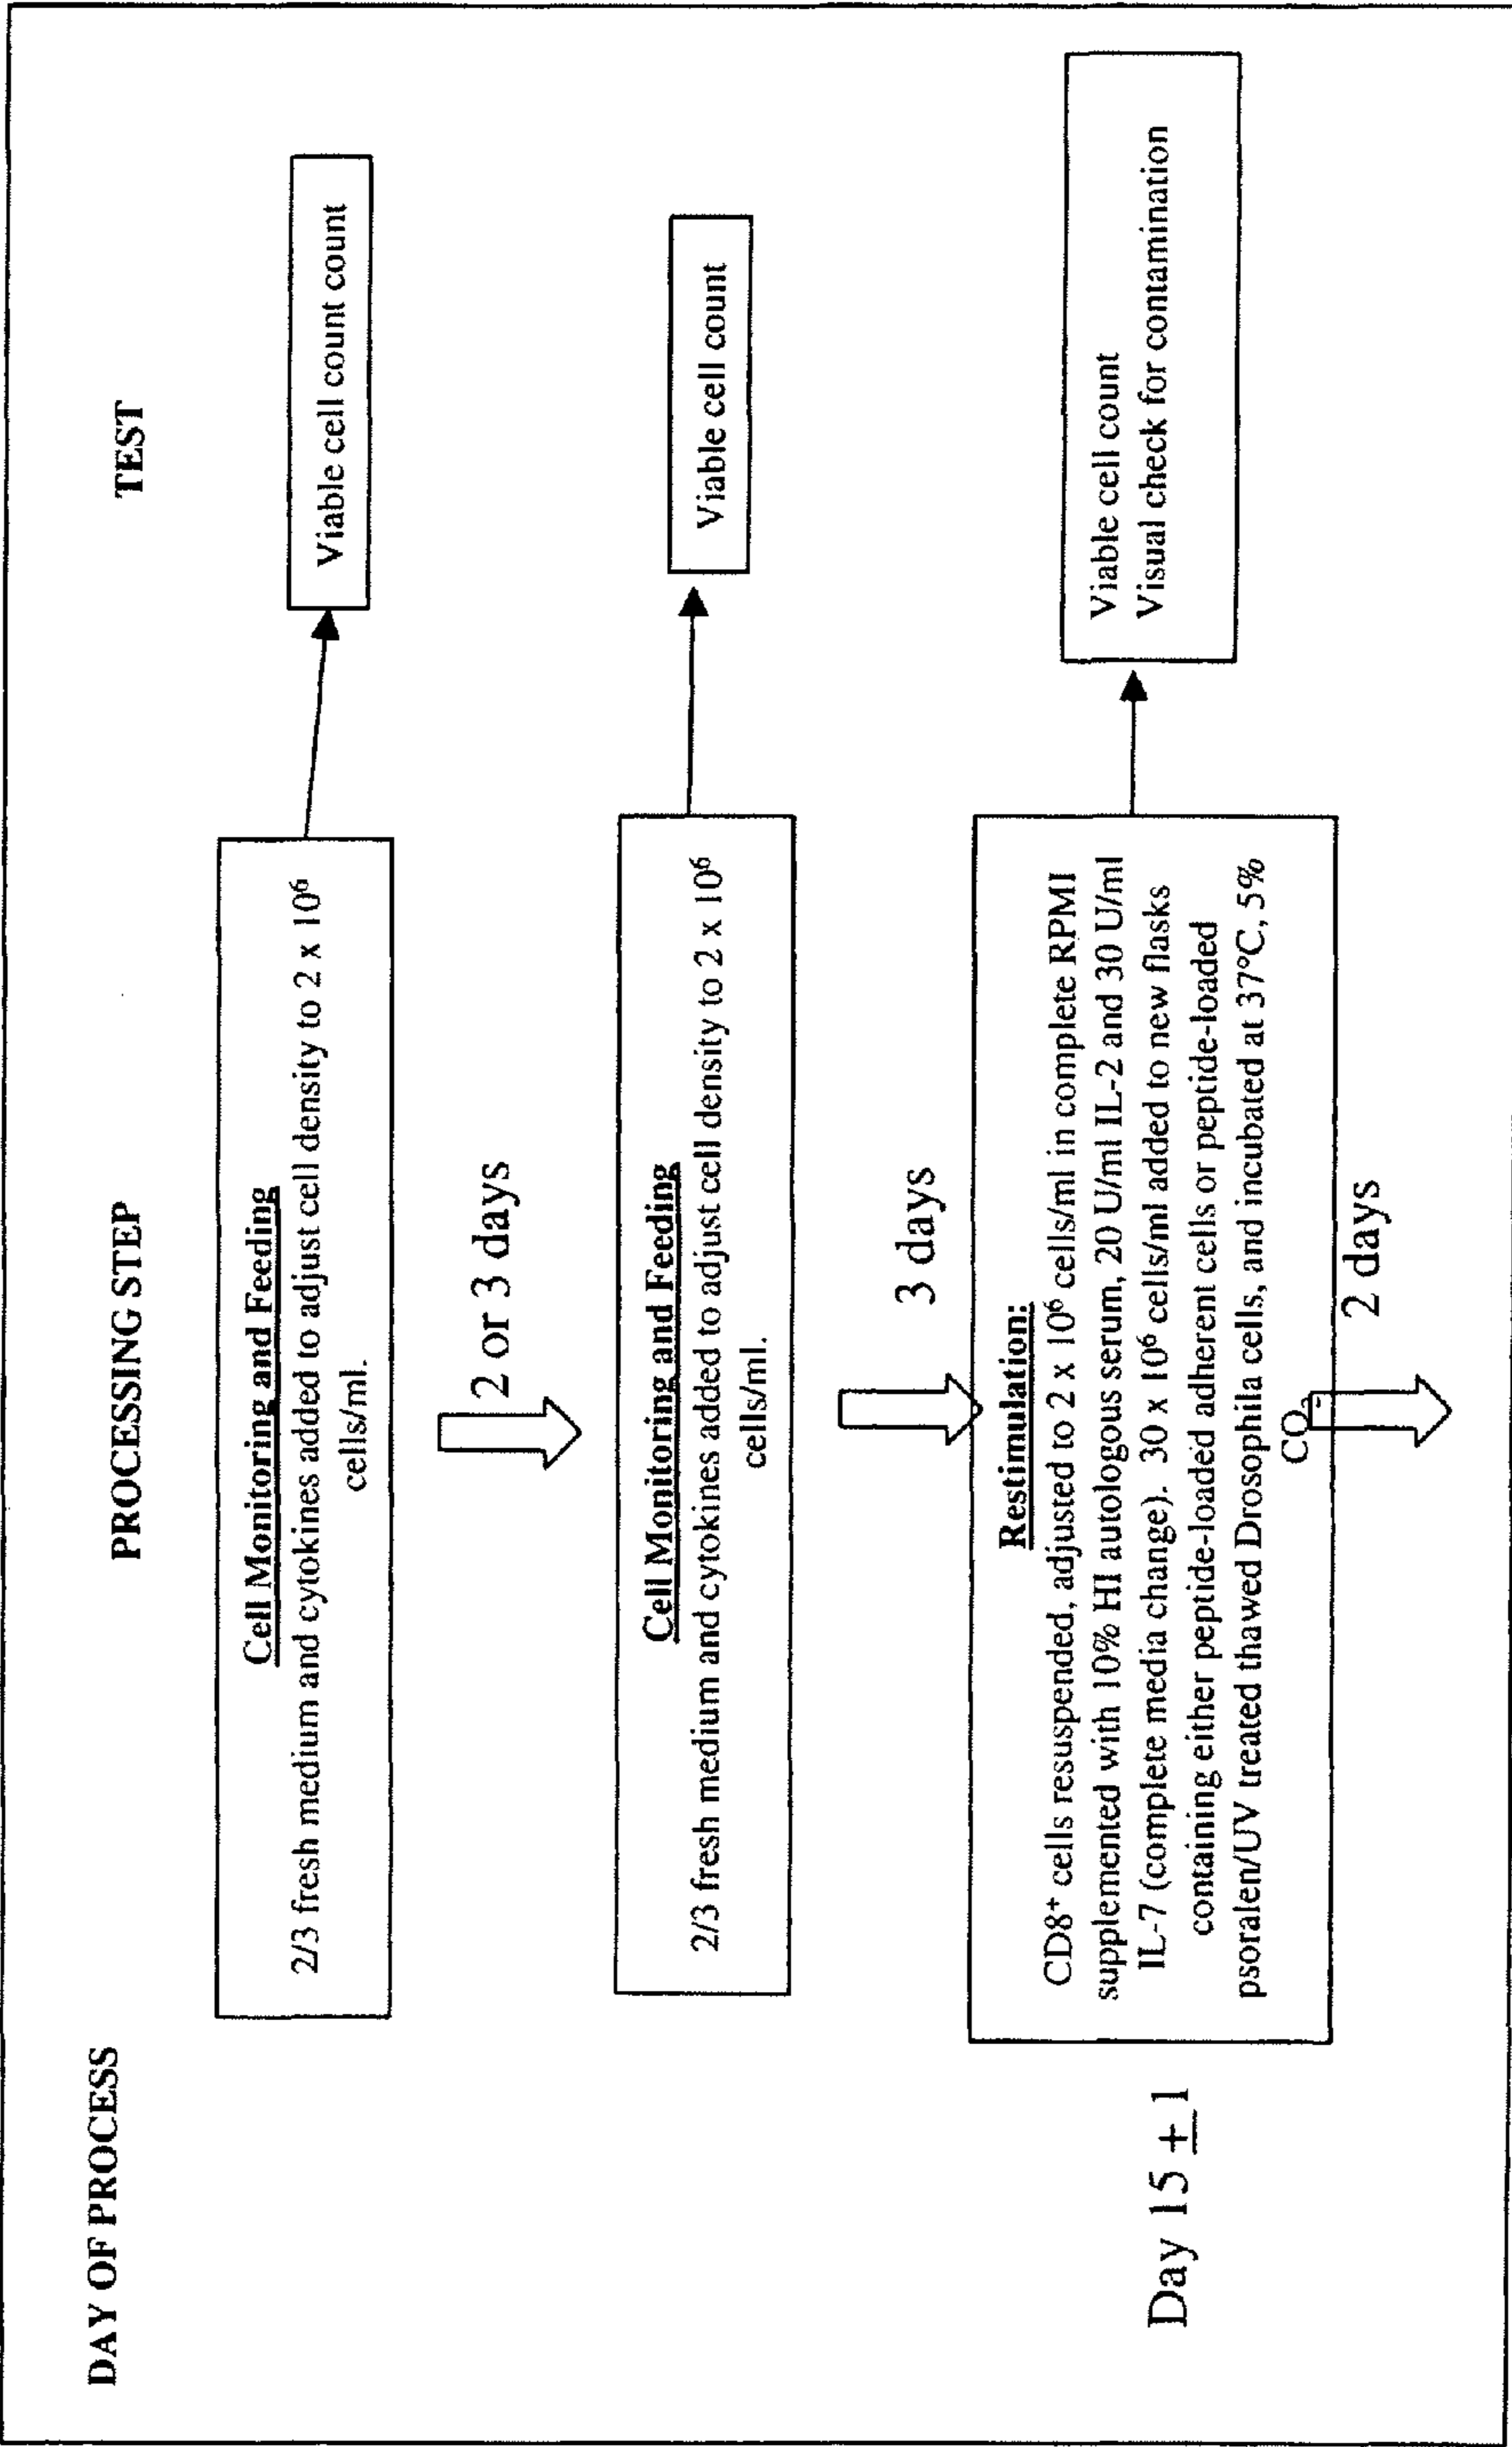 DAY OF PROCESS
PROCESSING STEP
TEST
Cell Monitoring and Feeding
2/3 fresh medium and cytokines added to adjust cell density to 2 x 10⁶
cells/ml.
Viable cell count count
2 or 3 days
Cell Monitoring and Feeding
2/3 fresh medium and cytokines added to adjust cell density to 2 x 10⁶
cells/ml.
Viable cell count
3 days
Day 15 ± 1
Restimulation:
CD8⁺ cells resuspended, adjusted to 2 x 10⁶ cells/ml in complete RPMI
supplemented with 10% HI autologous serum, 20 U/ml IL-2 and 30 U/ml
IL-7 (complete media change). 30 x 10⁶ cells/ml added to new flasks
containing either peptide-loaded adherent cells or peptide-loaded
psoralen/UV treated thawed Drosophila cells, and incubated at 37°C, 5%
CO
Viable cell count
Visual check for contamination
2 days